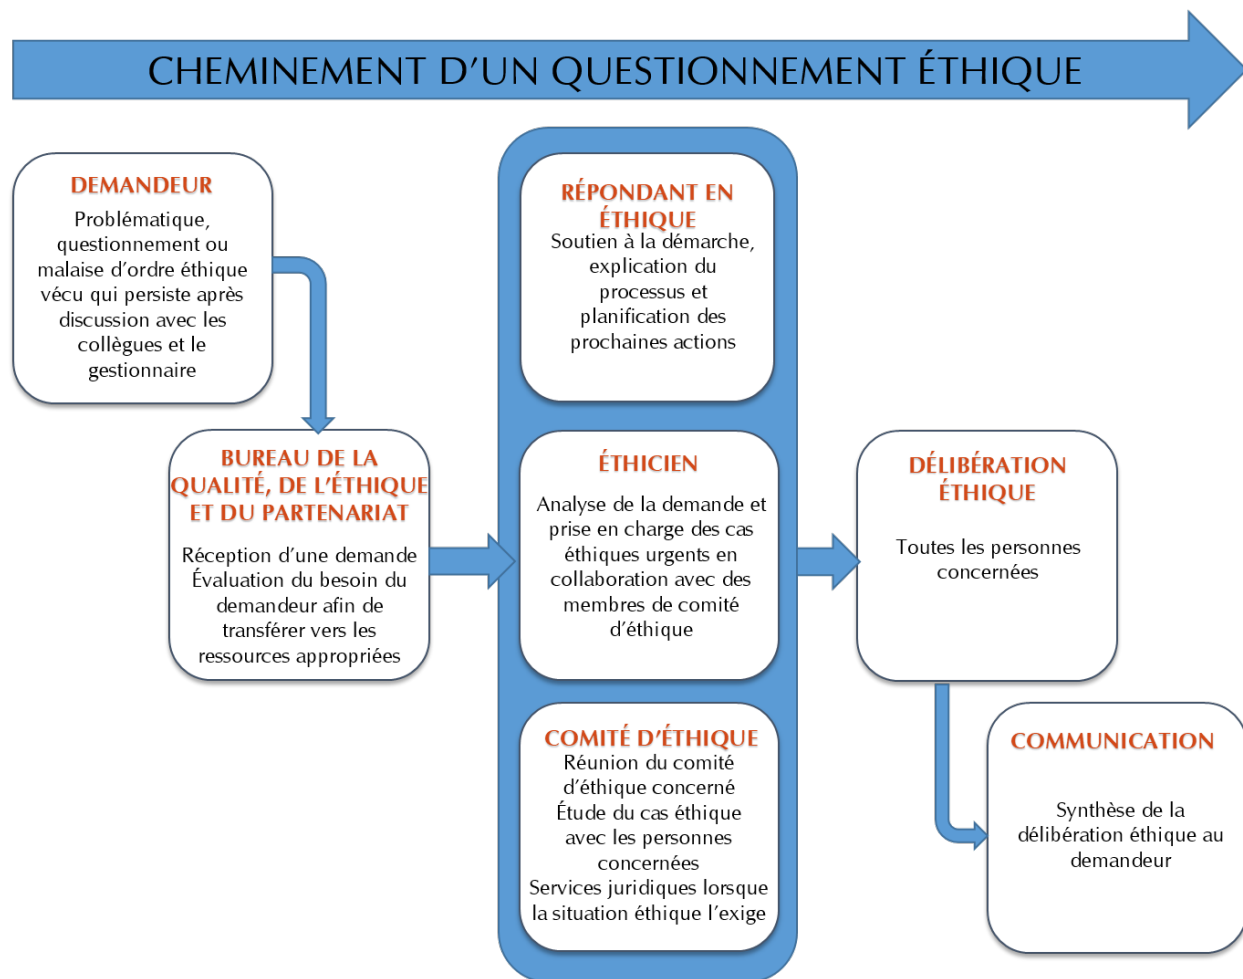 CHEMINEMENT D’UN QUESTIONNEMENT ÉTHIQUE
DEMANDEUR
Problématique,
questionnement ou
malaise d’ordre éthique
vécu qui persiste après
discussion avec les
collègues et le
gestionnaire
BUREAU DE LA
QUALITÉ, DE L’ÉTHIQUE
ET DU PARTENARIAT
Réception d’une demande
Évaluation du besoin du
demandeur afin de
transférer vers les
ressources appropriées
RÉPONDANT EN
ÉTHIQUE
Soutien à la démarche,
explication du
processus et
planification des
prochaines actions
ÉTHICIEN
Analyse de la demande et
prise en charge des cas
éthiques urgents en
collaboration avec des
membres de comité
d’éthique
COMITÉ D’ÉTHIQUE
Réunion du comité
d’éthique concerné
Étude du cas éthique
avec les personnes
concernées
Services juridiques lorsque
la situation éthique l’exige
DÉLIBÉRATION
ÉTHIQUE
Toutes les personnes
concernées
COMMUNICATION
Synthèse de la
délibération éthique au
demandeur